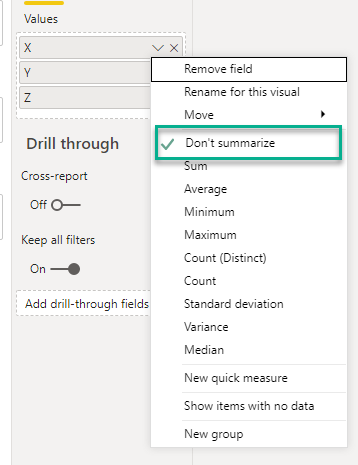 Values
X
Y
Z
Remove field
Rename for this visual
Move
Don't summarize
Sum
Average
Minimum
Maximum
Count (Distinct)
Count
Standard deviation
Variance
Median
New quick measure
Show items with no data
New group
Drill through
Cross-report
Off
Keep all filters
On
Add drill-through fields